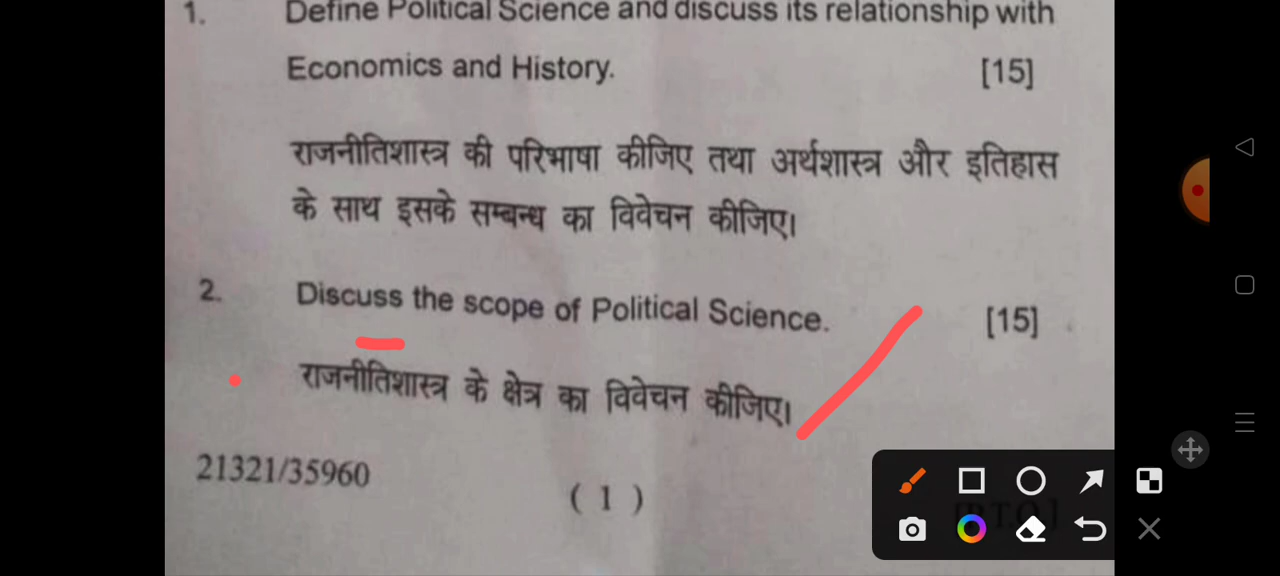 1. Define Political Science and discuss its relationship with
Economics and History. [15]
राजनीतिशास्त्र की परिभाषा कीजिए तथा अर्थशास्त्र और इतिहास
के साथ इसके सम्बन्ध का विवेचन कीजिए।
2. Discuss the scope of Political Science. [15]
राजनीतिशास्त्र के क्षेत्र का विवेचन कीजिए।
21321/35960
( 1 )